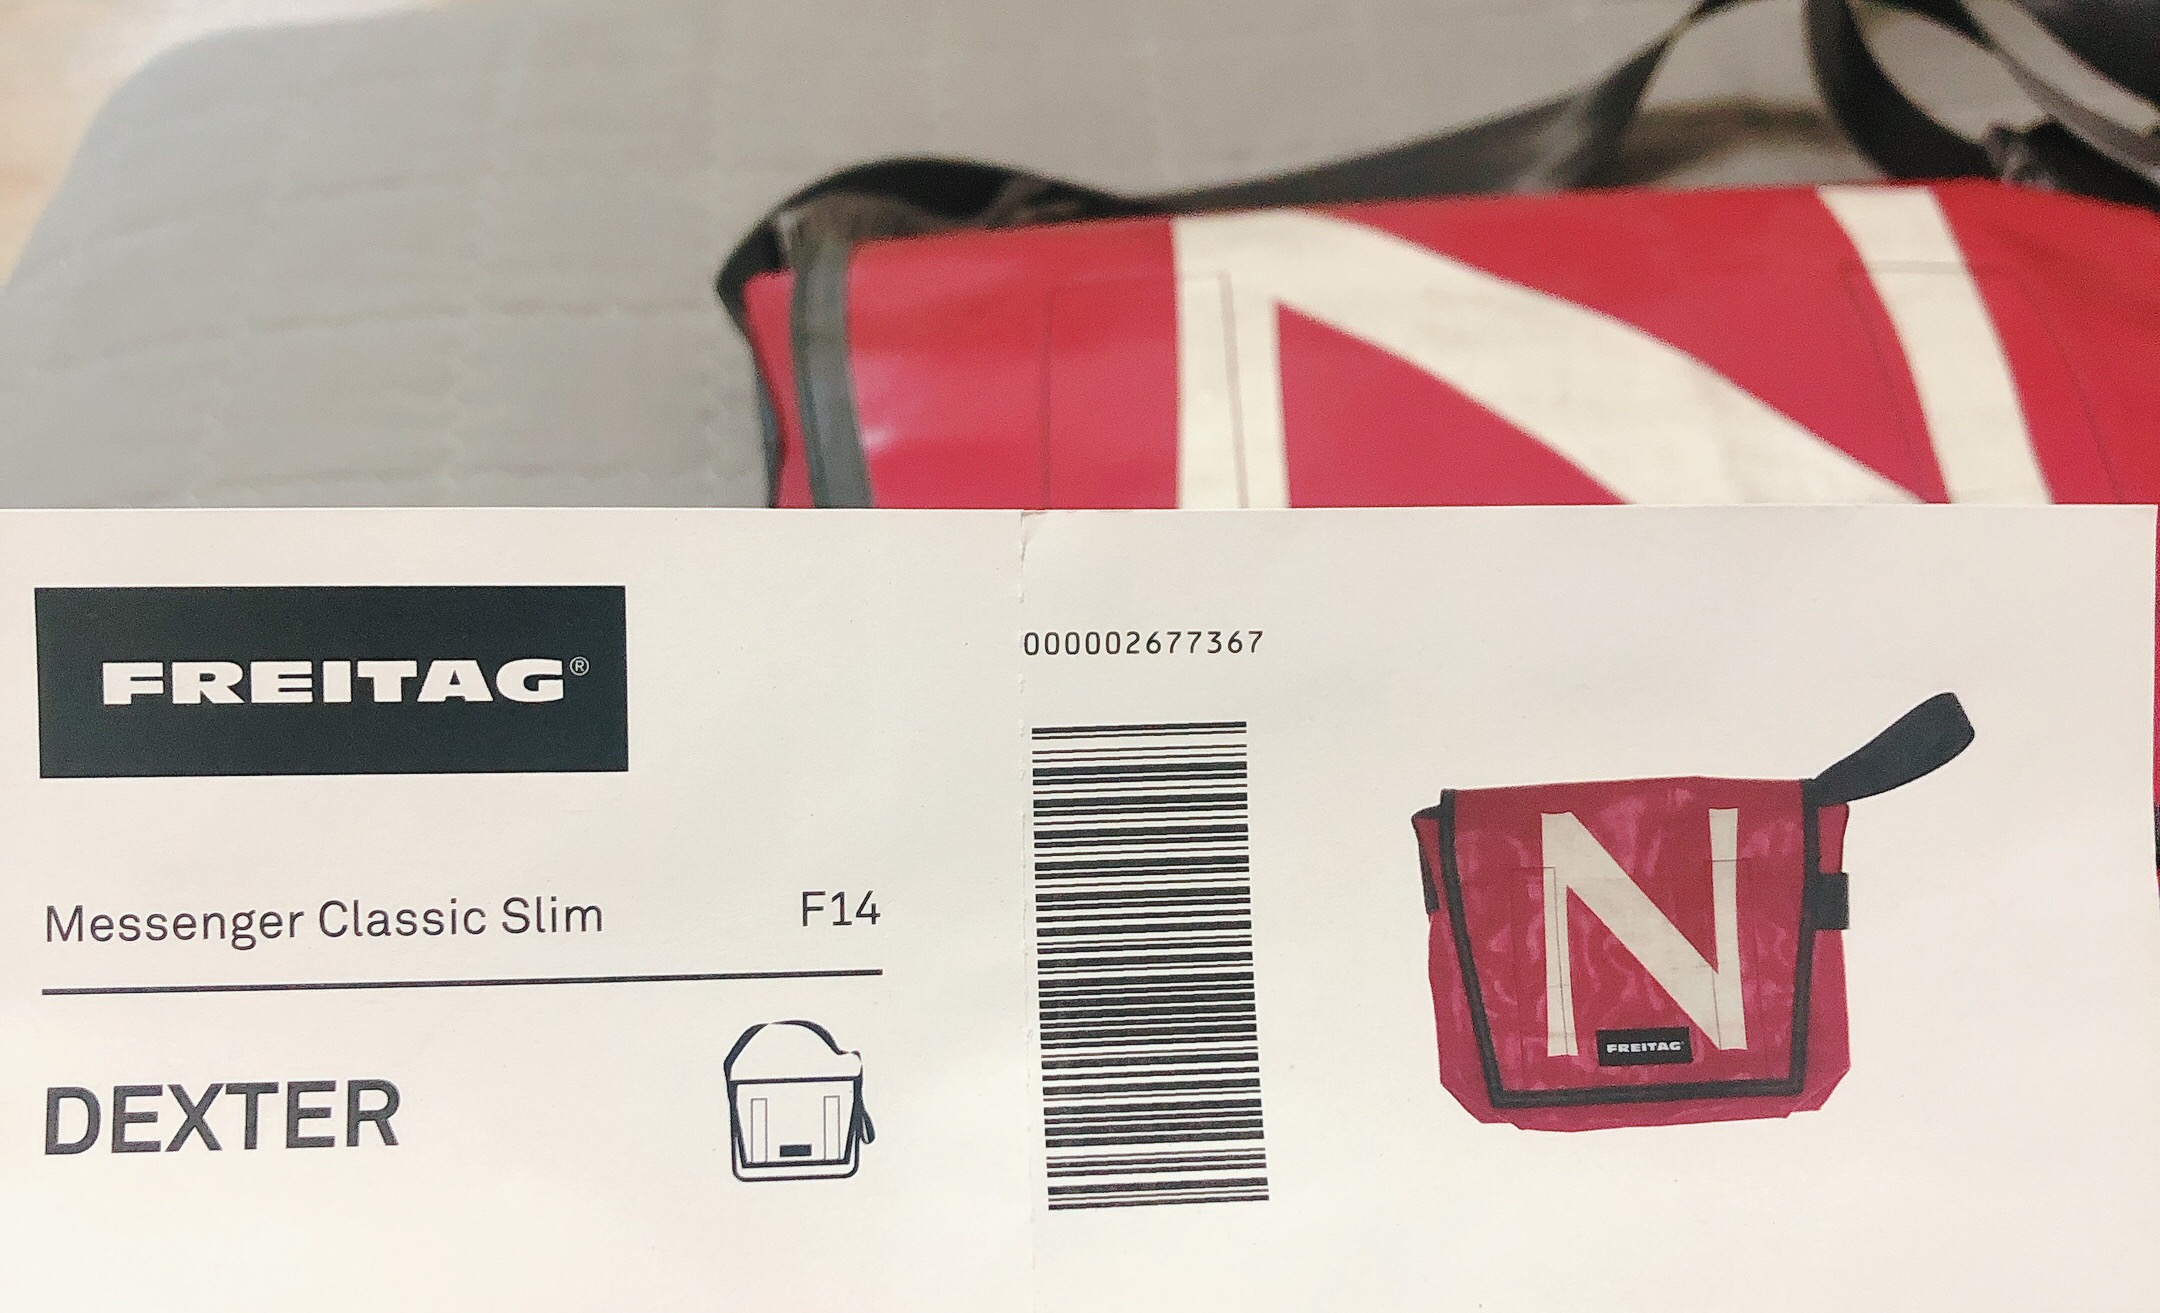 FREITAG®
Messenger Classic Slim F14
DEXTER
000002677367
N
FREITAG
N